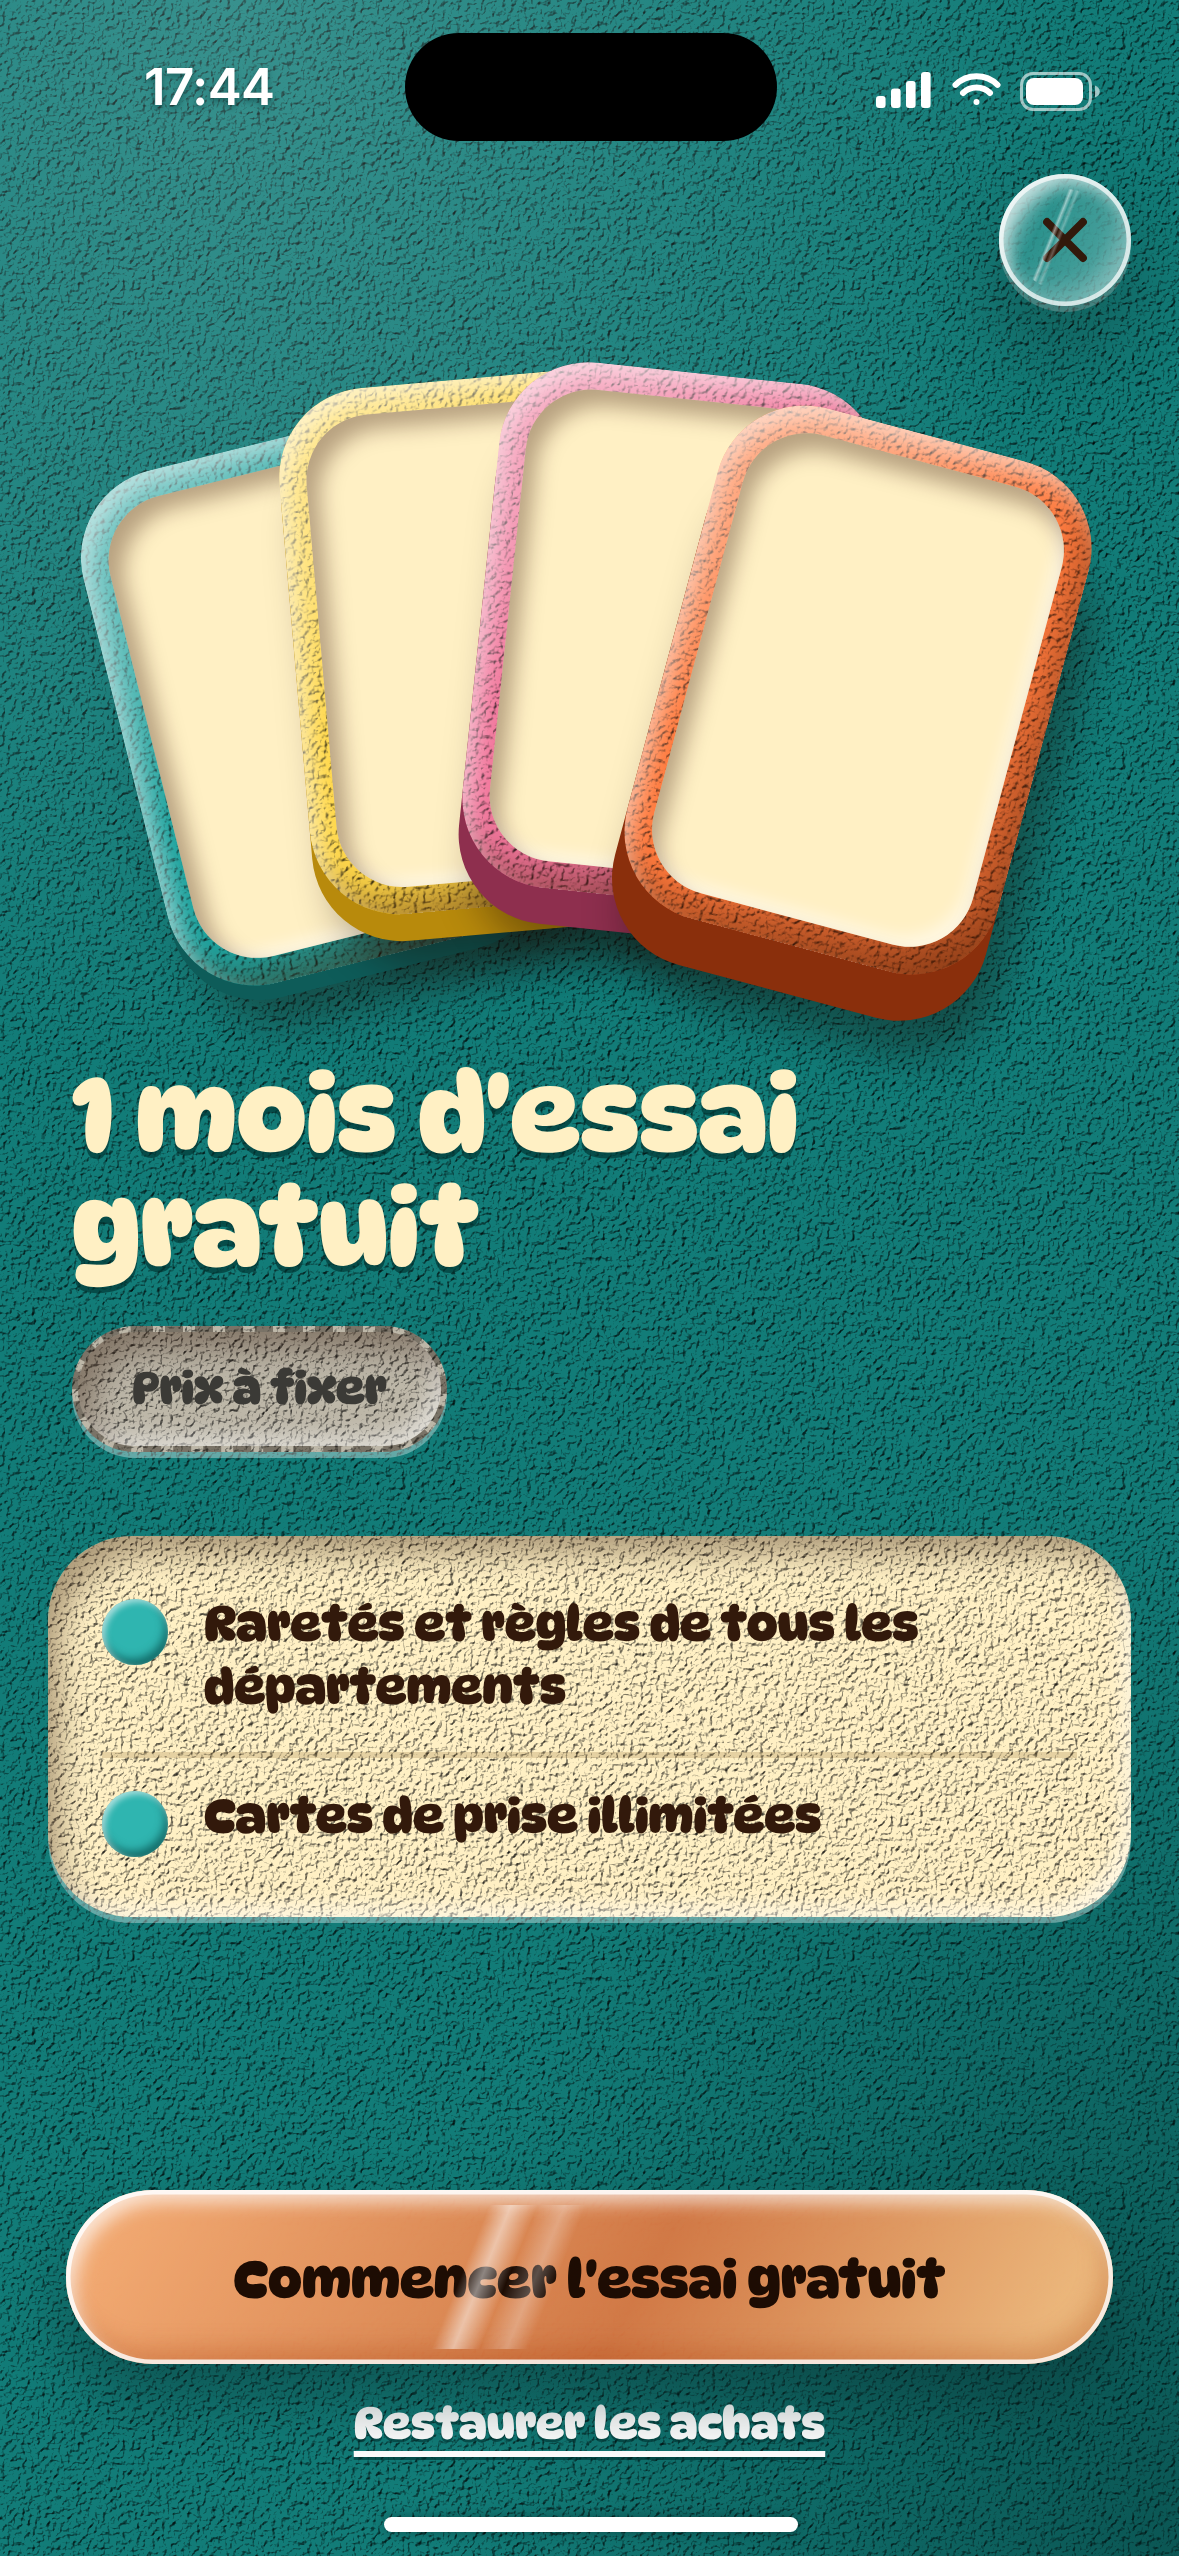 17:44
1 mois d'essai
gratuit
Prix à fixer
Raretés et règles de tous les
départements
Cartes de prise illimitées
Commencer l'essai gratuit
Restaurer les achats